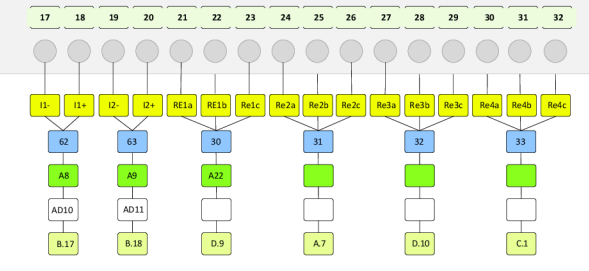 17 18 19 20 21 22 23 24 25 26 27 28 29 30 31 32
I1- I1+ I2- I2+ RE1a RE1b Re1c Re2a Re2b Re2c Re3a Re3b Re3c Re4a Re4b Re4c
62 63 30 31 32 33
A8 A9 A22
AD10 AD11
B.17 B.18 D.9 A.7 D.10 C.1